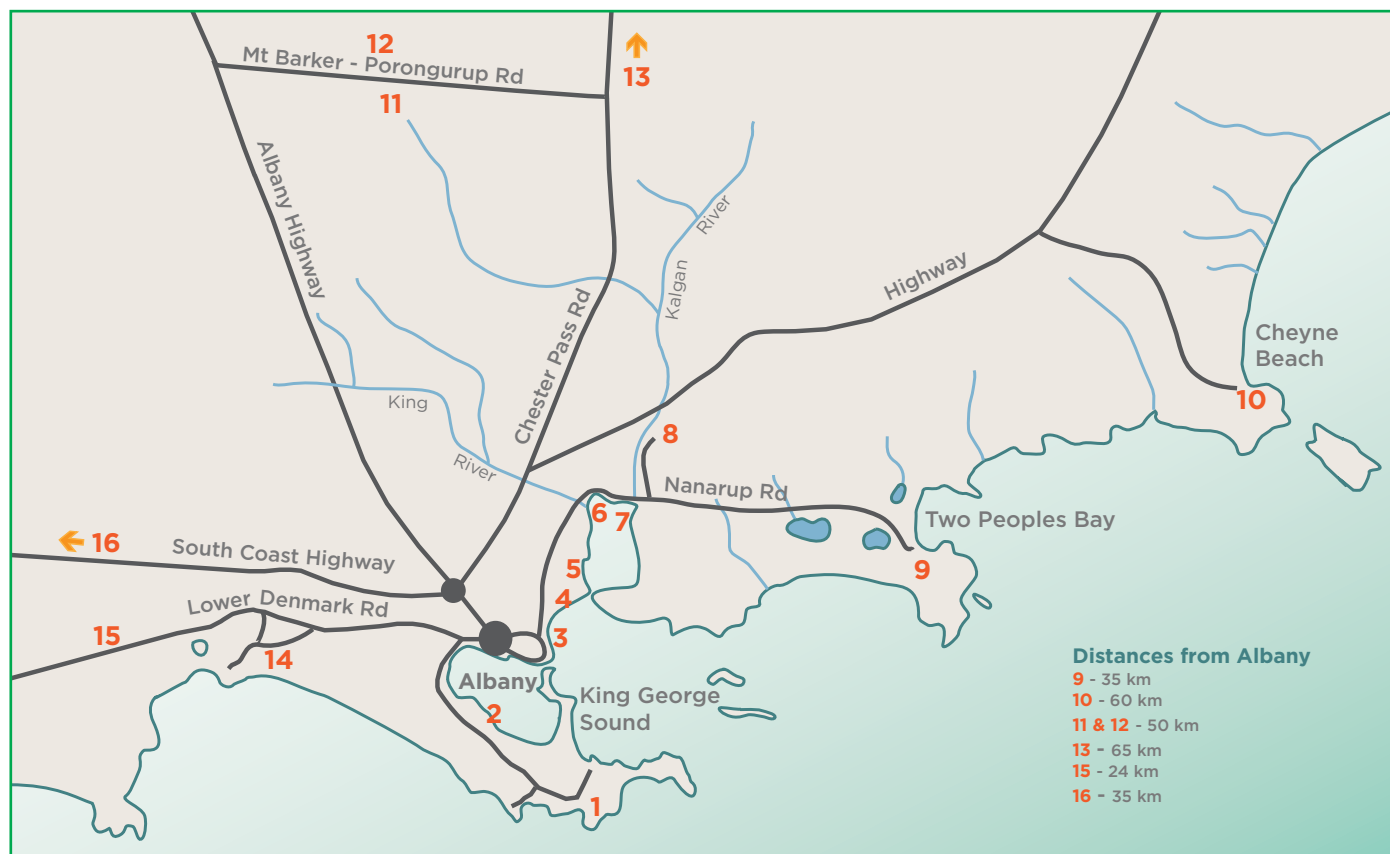 12
Mt Barker - Porongurup Rd
13
11
Albany Highway
River
Kalgan
Highway
Chester Pass Rd
Cheyne
Beach
King
River
10
8
Nanarup Rd
6
7
Two Peoples Bay
16
South Coast Highway
5
9
4
Lower Denmark Rd
15
14
3
Albany
2
King George
Sound
1
Distances from Albany
9 - 35 km
10 - 60 km
11 & 12 - 50 km
13 - 65 km
15 - 24 km
16 - 35 km